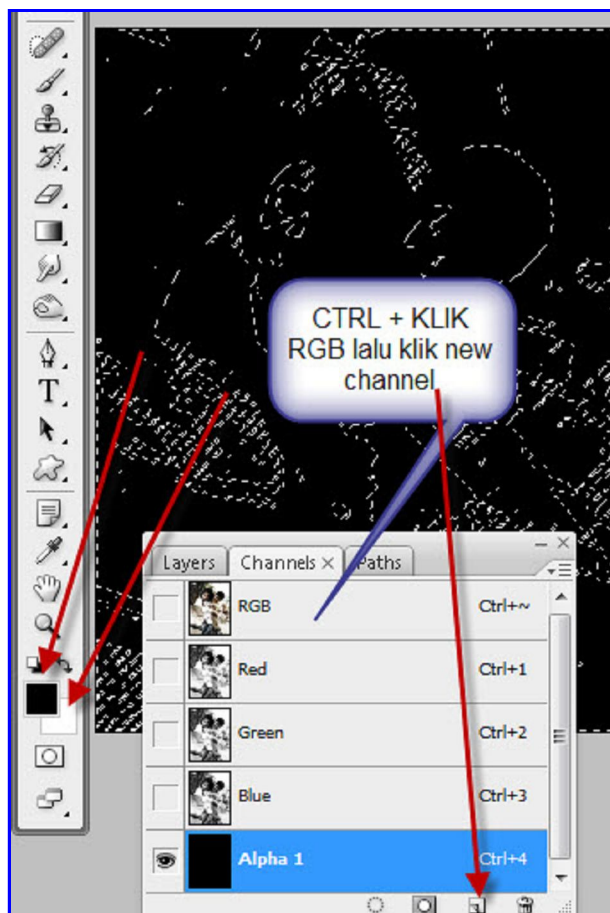 CTRL + KLIK
RGB lalu klik new
channel
T
Layers Channels × Paths
RGB Ctrl+~
Red Ctrl+1
Green Ctrl+2
Blue Ctrl+3
Alpha 1 Ctrl+4